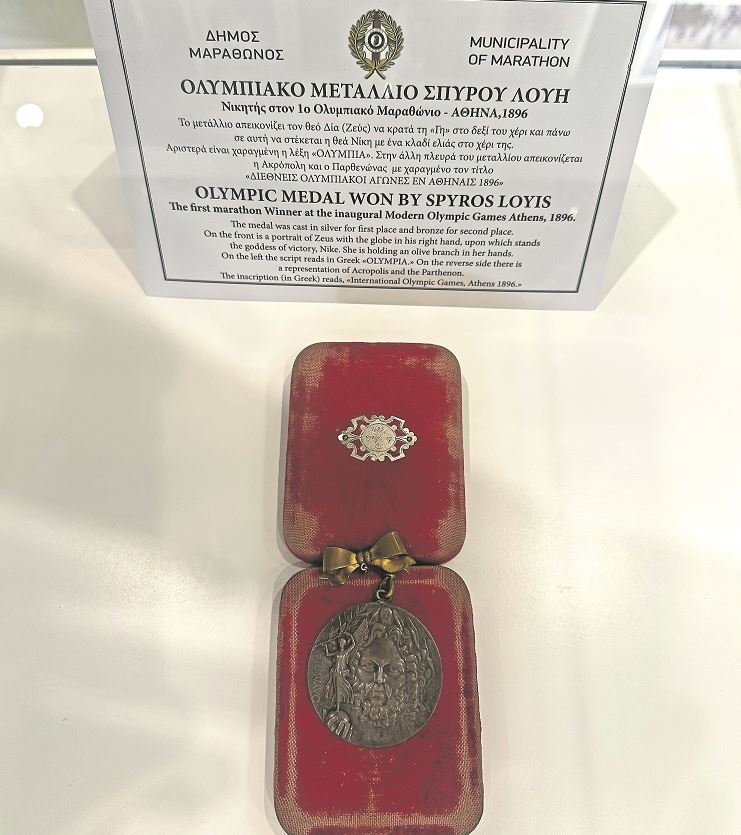 ΔΗΜΟΣ
ΜΑΡΑΘΩΝΟΣ
MUNICIPALITY
OF MARATHON
ΟΛΥΜΠΙΑΚΟ ΜΕΤΑΛΛΙΟ ΣΠΥΡΟΥ ΛΟΥΗ
Νικητής στον 1ο Ολυμπιακό Μαραθώνιο - ΑΘΗΝΑ,1896
Το μετάλλιο απεικονίζει τον θεό Δία (Ζεύς) να κρατά τη «Γη» στο δεξί του χέρι και πάνω
σε αυτή να στέκεται η θεά Νίκη με ένα κλαδί ελιάς στο χέρι της.
Αριστερά είναι χαραγμένη η λέξη «ΟΛΥΜΠΙΑ». Στην άλλη πλευρά του μεταλλίου απεικονίζεται
η Ακρόπολη και ο Παρθενώνας με χαραγμένο τον τίτλο
«ΔΙΕΘΝΕΙΣ ΟΛΥΜΠΙΑΚΟΙ ΑΓΩΝΕΣ ΕΝ ΑΘΗΝΑΙΣ 1896»
OLYMPIC MEDAL WON BY SPYROS LOYIS
The first marathon Winner at the inaugural Modern Olympic Games Athens, 1896.
The medal was cast in silver for first place and bronze for second place.
On the front is a portrait of Zeus with the globe in his right hand, upon which stands
the goddess of victory, Nike. She is holding an olive branch in her hands.
On the left the script reads in Greek «OLYMPIA.» On the reverse side there is
a representation of Acropolis and the Parthenon.
The inscription (in Greek) reads, «International Olympic Games, Athens 1896.»
ΟΛΥΜΠΙΑ